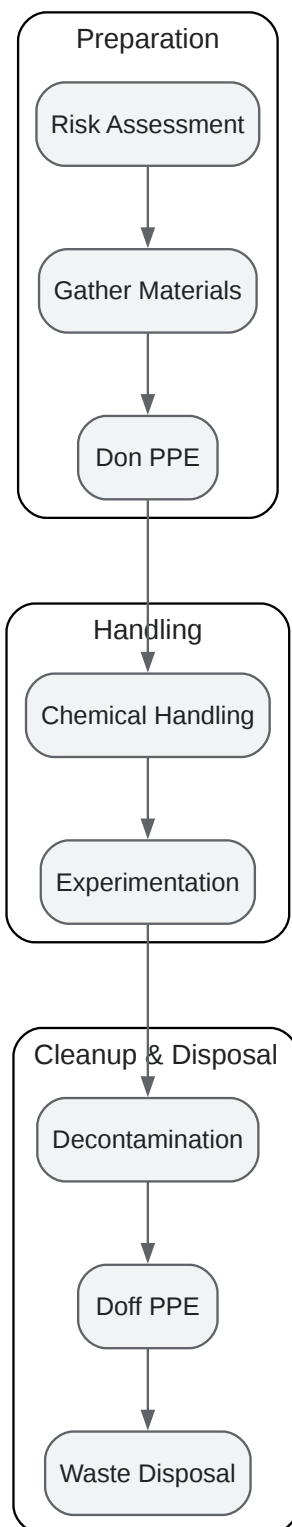 Preparation
Risk Assessment
Gather Materials
Don PPE
Handling
Chemical Handling
Experimentation
Cleanup & Disposal
Decontamination
Doff PPE
Waste Disposal